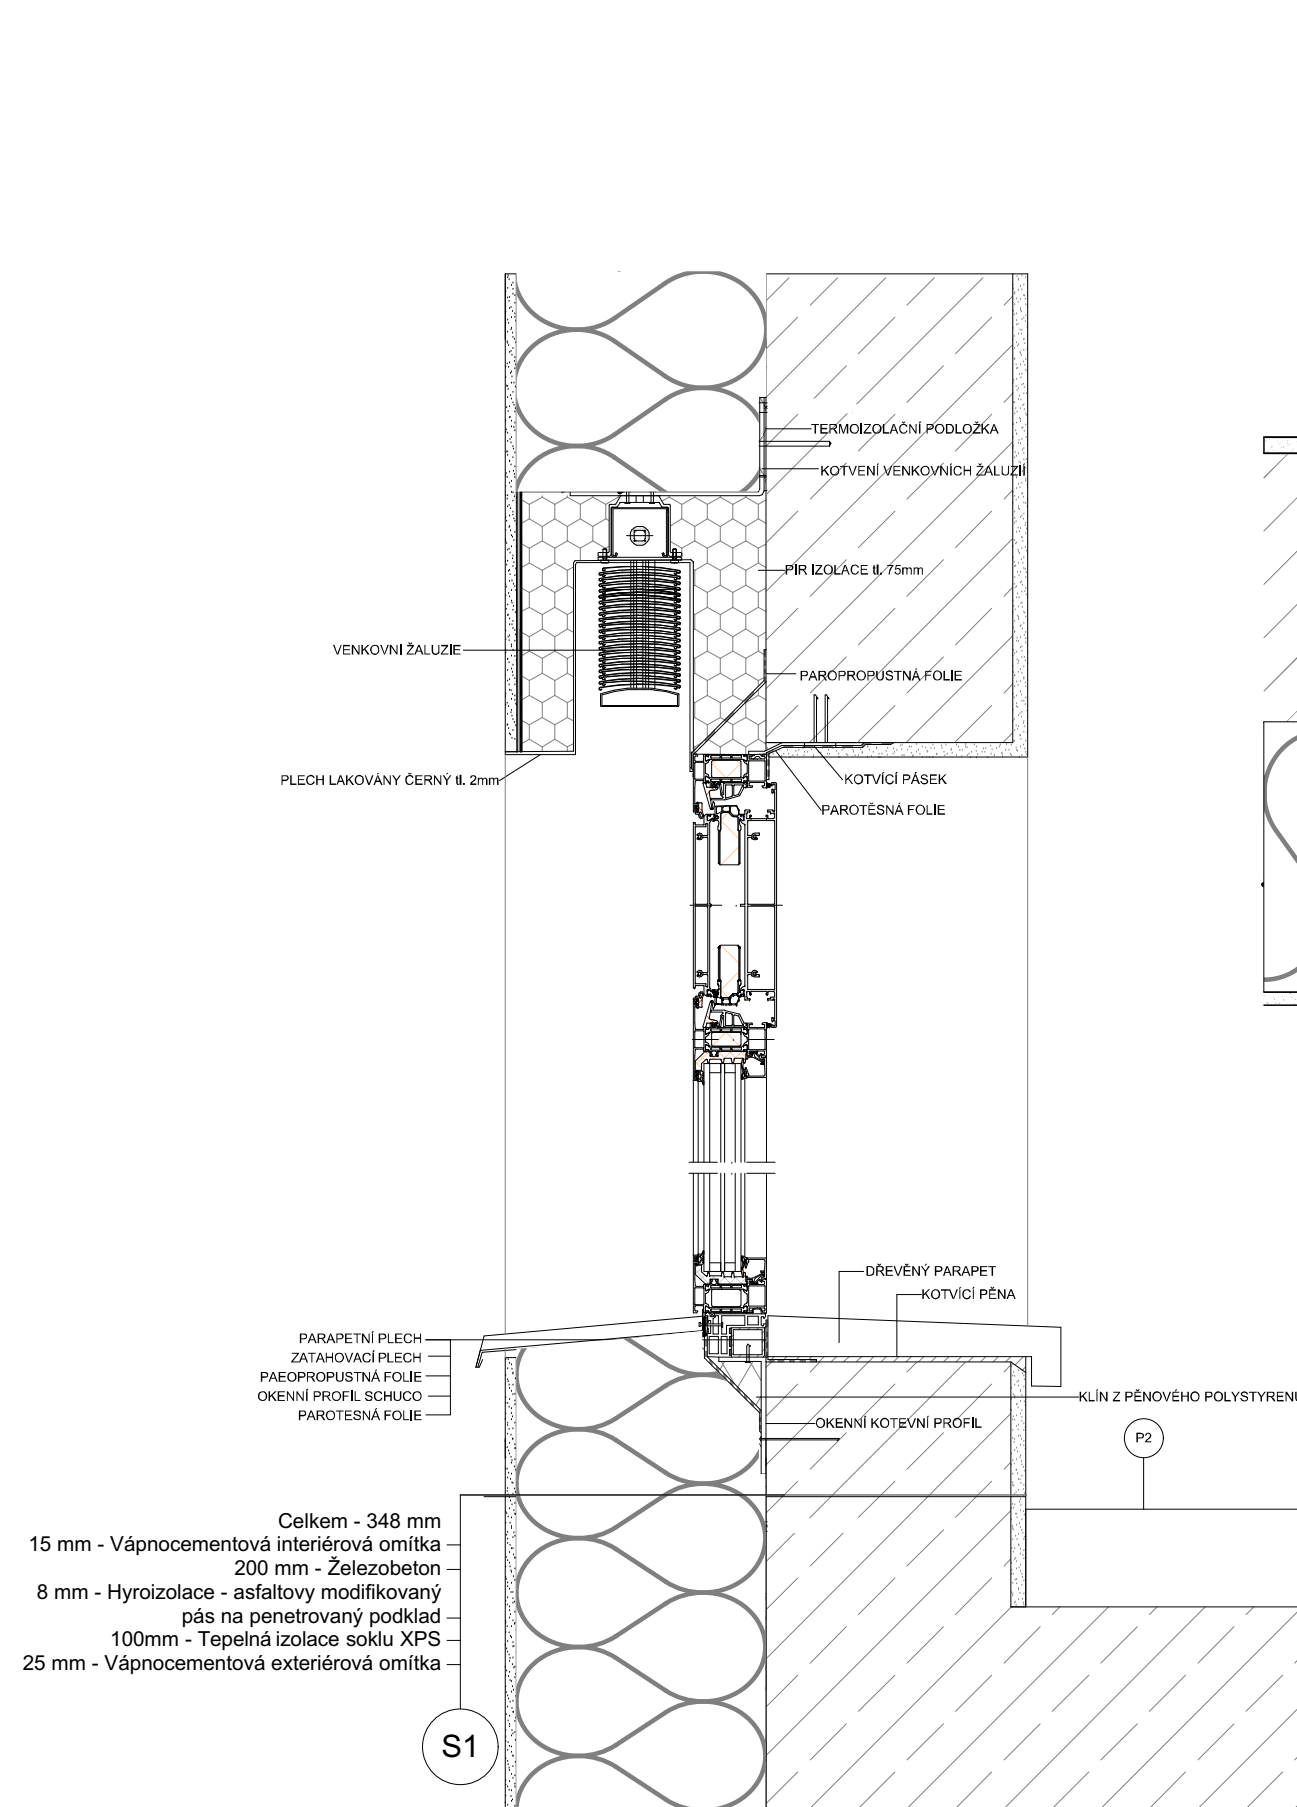 TERMOIZOLAČNÍ PODLOŽKA
KOTVENÍ VENKOVNÍCH ŽALUZIÍ
PIR IZOLACE tl. 75mm
VENKOVNÍ ŽALUZIE
PAROPROPUSTNÁ FOLIE
PLECH LAKOVÁNY ČERNÝ tl. 2mm
KOTVÍCÍ PÁSEK
PAROTĚSNÁ FOLIE
DŘEVĚNÝ PARAPET
KOTVÍCÍ PĚNA
PARAPETNÍ PLECH
ZATAHOVACÍ PLECH
PAEOPROPUSTNÁ FOLIE
OKENNÍ PROFIL SCHUCO
PAROTESNÁ FOLIE
KLÍN Z PĚNOVÉHO POLYSTYRENU
OKENNÍ KOTEVNÍ PROFIL
P2
Celkem - 348 mm
15 mm - Vápnocementová interiérová omítka
200 mm - Železobeton
8 mm - Hyroizolace - asfaltovy modifikovaný
pás na penetrovaný podklad
100mm - Tepelná izolace soklu XPS
25 mm - Vápnocementová exteriérová omítka
S1